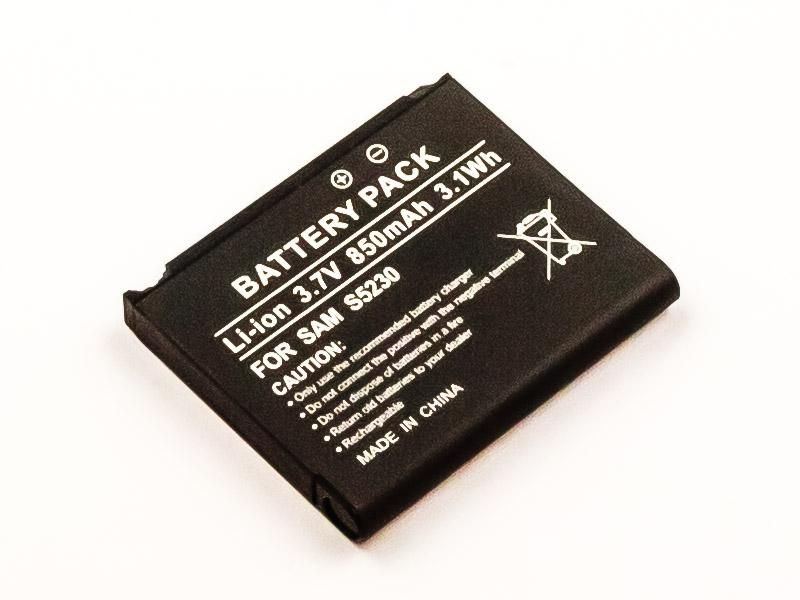 BATTERY PACK
Li-ion 3.7V 850mAh 3.1Wh
FOR SAM S5230
CAUTION:
• Only use the recommended battery charger
• Do not connect the positive with the negative terminal
• Do not dispose of batteries in a fire
• Return old batteries to your dealer
• Rechargeable
MADE IN CHINA